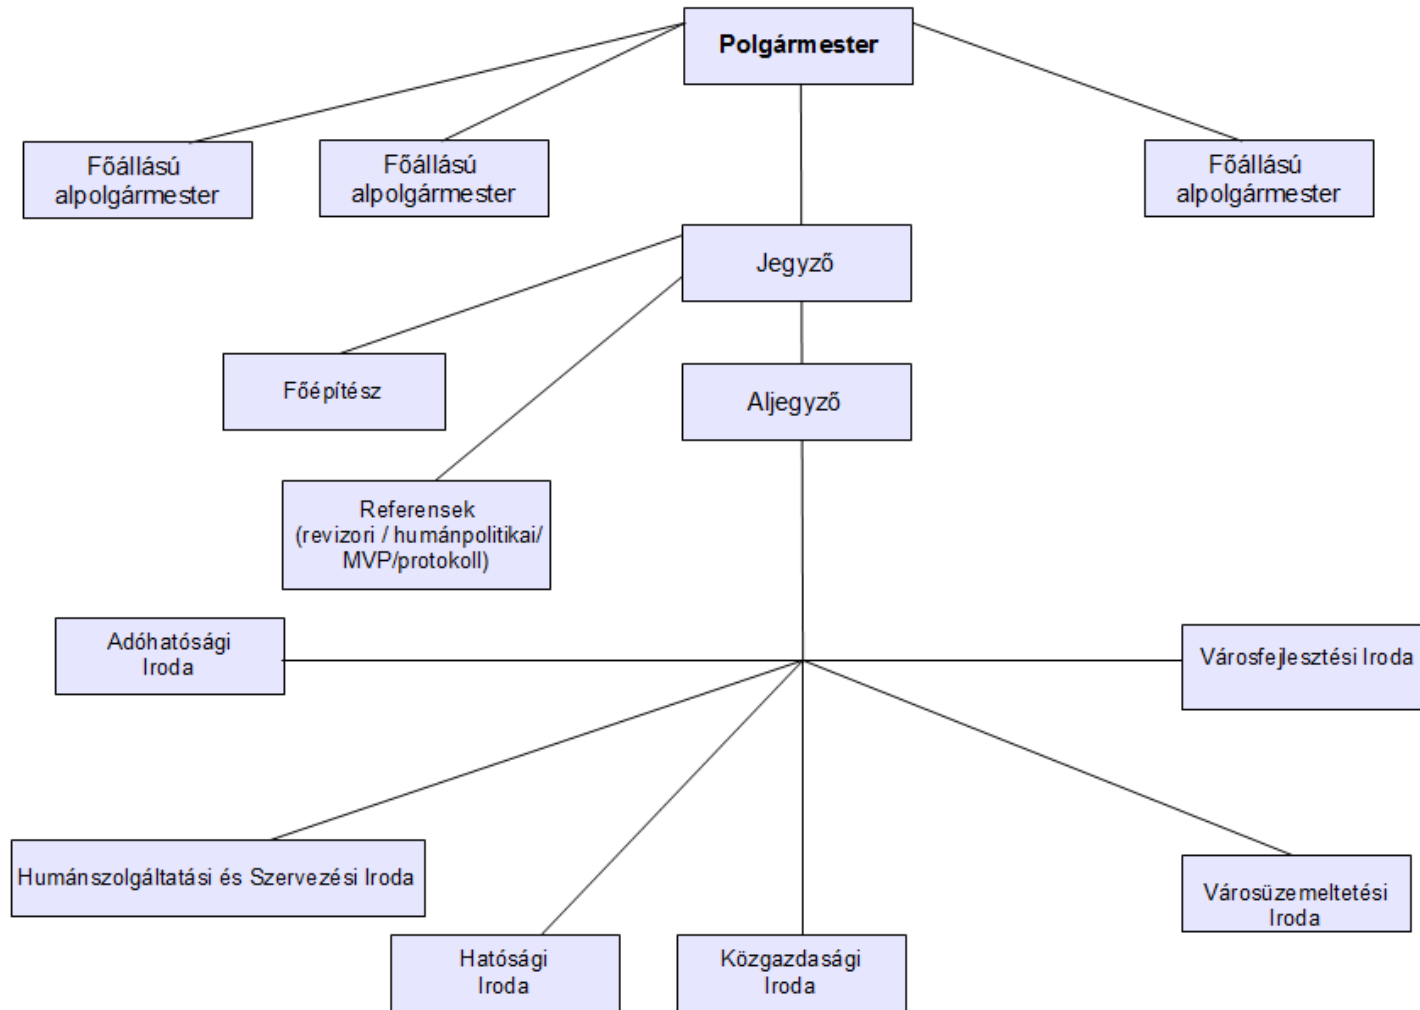 Polgármester
Főállású
alpolgármester
Főállású
alpolgármester
Főállású
alpolgármester
Jegyző
Főépítész
Aljegyző
Referensek
(revizori / humánpolitikai/
MVP/protokoll)
Adóhatósági
Iroda
Városfejlesztési Iroda
Humánszolgáltatási és Szervezési Iroda
Városüzemeltetési
Iroda
Hatósági
Iroda
Közgazdasági
Iroda